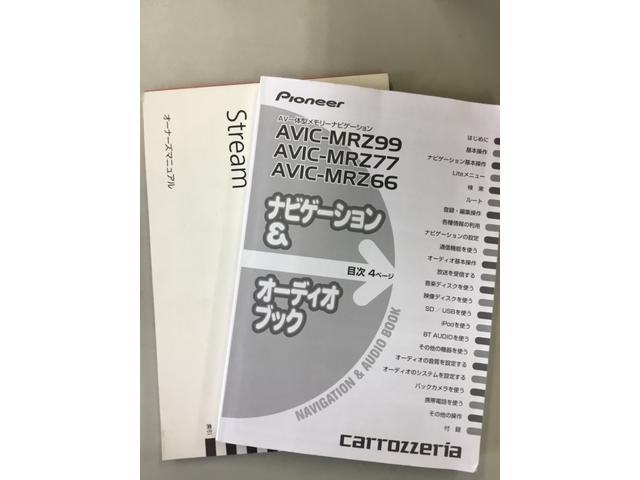 Stream
オーナーズマニュアル
Pioneer
AV一体型メモリーナビゲーション
AVIC-MRZ99
AVIC-MRZ77
AVIC-MRZ66
ナビゲーション
&
目次 4ページ
オーディオ
ブック
NAVIGATION & AUDIO BOOK
はじめに
基本操作
ナビゲーション基本操作
Liteメニュー
検 索
ルート
登録・編集操作
各種情報の利用
ナビゲーションの設定
通信機能を使う
オーディオ基本操作
放送を受信する
音楽ディスクを使う
映像ディスクを使う
SD／USBを使う
iPodを使う
BT AUDIOを使う
その他の機器を使う
オーディオの音質を設定する
オーディオのシステムを設定する
バックカメラを使う
携帯電話を使う
その他の操作
付 録
carrozzeria